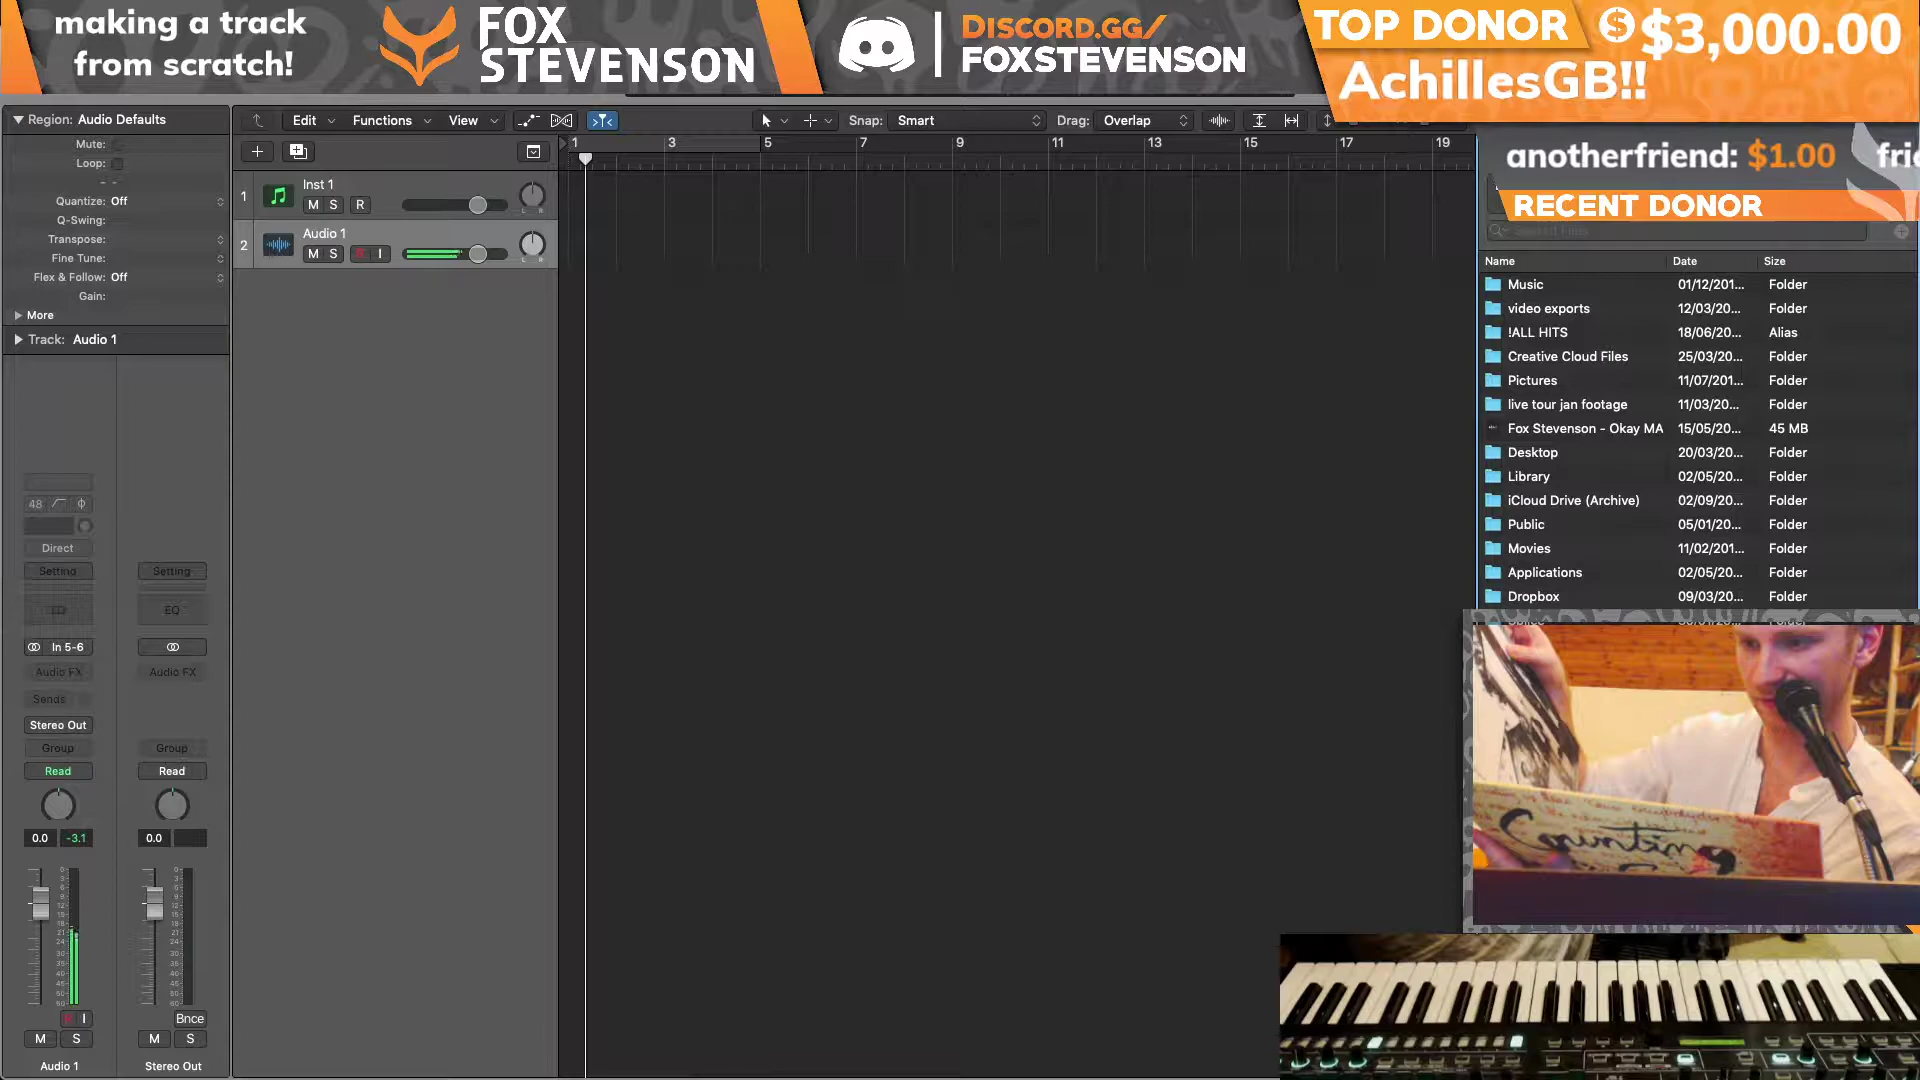 making a track
from scratch!
FOX
STEVENSON
Discord.gg/
FOXSTEVENSON
TOP DONOR
$3,000.00
AchillesGB!!
anotherfriend: $1.00
RECENT DONOR
Region: Audio Defaults
Mute:
Loop:
Quantize: Off
Q-Swing:
Transpose:
Fine Tune:
Flex & Follow: Off
Gain:
More
Track: Audio 1
Edit
Functions
View
Snap: Smart
Drag: Overlap
1 3 5 7 9 11 13 15 17 19
1
Inst 1
M S R
L R
2
Audio 1
M S R I
L R
Name Date Size
Music 01/12/201... Folder
video exports 12/03/20... Folder
!ALL HITS 18/06/20... Alias
Creative Cloud Files 25/03/20... Folder
Pictures 11/07/201... Folder
live tour jan footage 11/03/20... Folder
Fox Stevenson - Okay MA 15/05/20... 45 MB
Desktop 20/03/20... Folder
Library 02/05/20... Folder
iCloud Drive (Archive) 02/09/20... Folder
Public 05/01/20... Folder
Movies 11/02/201... Folder
Applications 02/05/20... Folder
Dropbox 09/03/20... Folder
48
Direct
Setting Setting
EQ EQ
In 5-6
Audio FX Audio FX
Sends
Stereo Out
Group Group
Read Read
0.0 -3.1 0.0
R I Bnce
M S M S
Audio 1 Stereo Out